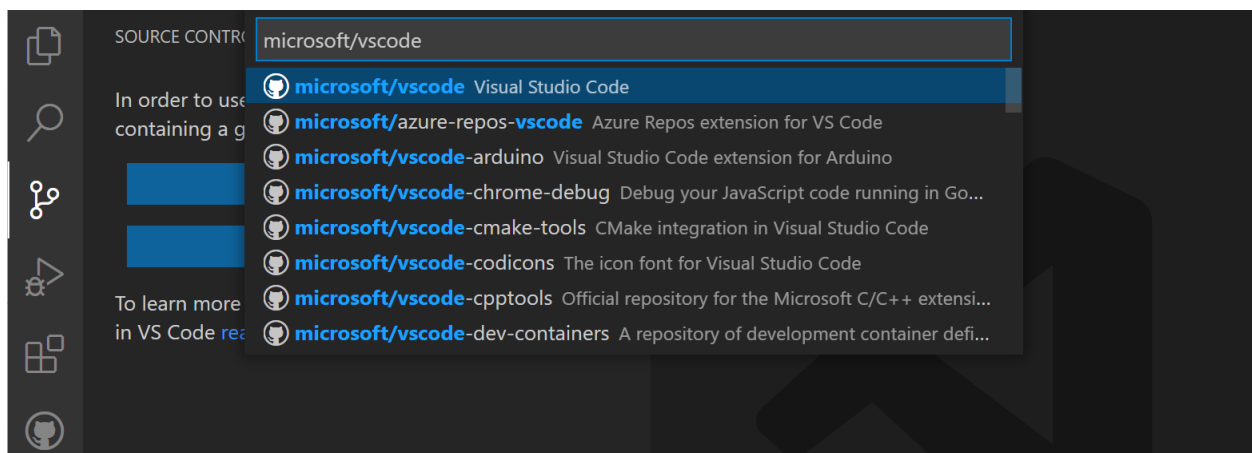 SOURCE CONTR
microsoft/vscode
microsoft/vscode Visual Studio Code
In order to use
microsoft/azure-repos-vscode Azure Repos extension for VS Code
containing a g
microsoft/vscode-arduino Visual Studio Code extension for Arduino
microsoft/vscode-chrome-debug Debug your JavaScript code running in Go...
microsoft/vscode-cmake-tools CMake integration in Visual Studio Code
microsoft/vscode-codicons The icon font for Visual Studio Code
To learn more
microsoft/vscode-cpptools Official repository for the Microsoft C/C++ extensi...
in VS Code rea
microsoft/vscode-dev-containers A repository of development container defi...